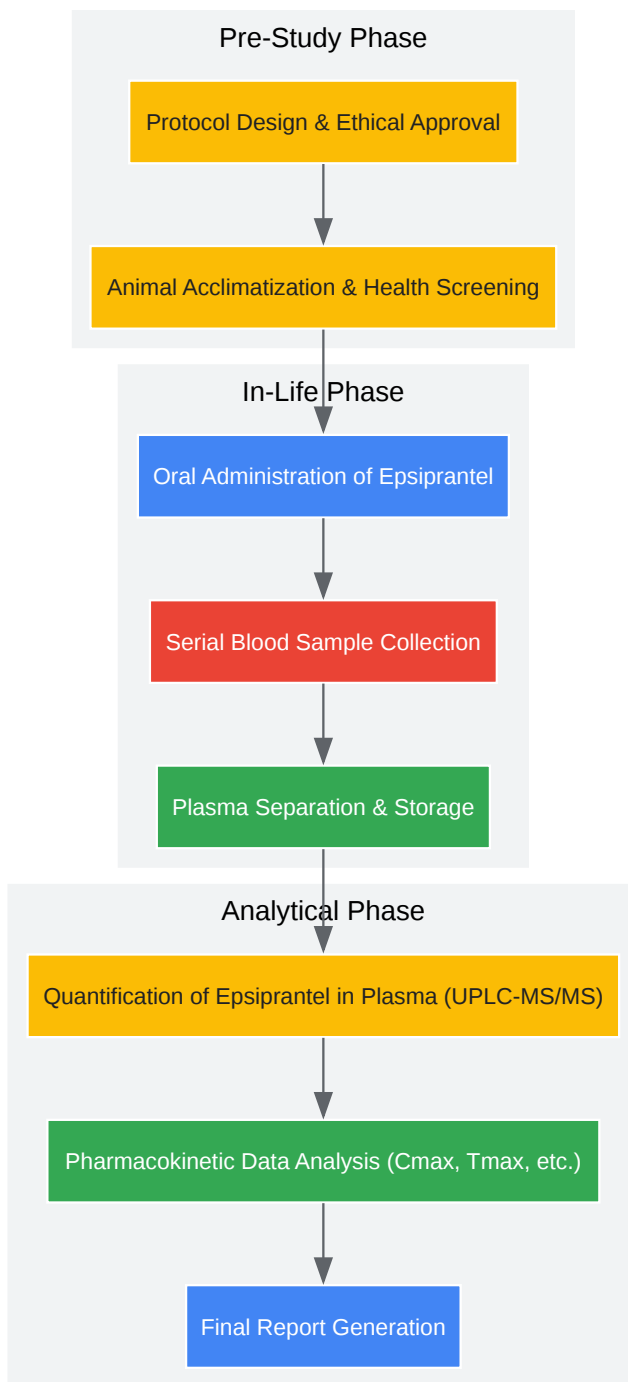 Pre-Study Phase
Protocol Design & Ethical Approval
Animal Acclimatization & Health Screening
In-Life Phase
Oral Administration of Epsiprantel
Serial Blood Sample Collection
Plasma Separation & Storage
Analytical Phase
Quantification of Epsiprantel in Plasma (UPLC-MS/MS)
Pharmacokinetic Data Analysis (Cmax, Tmax, etc.)
Final Report Generation